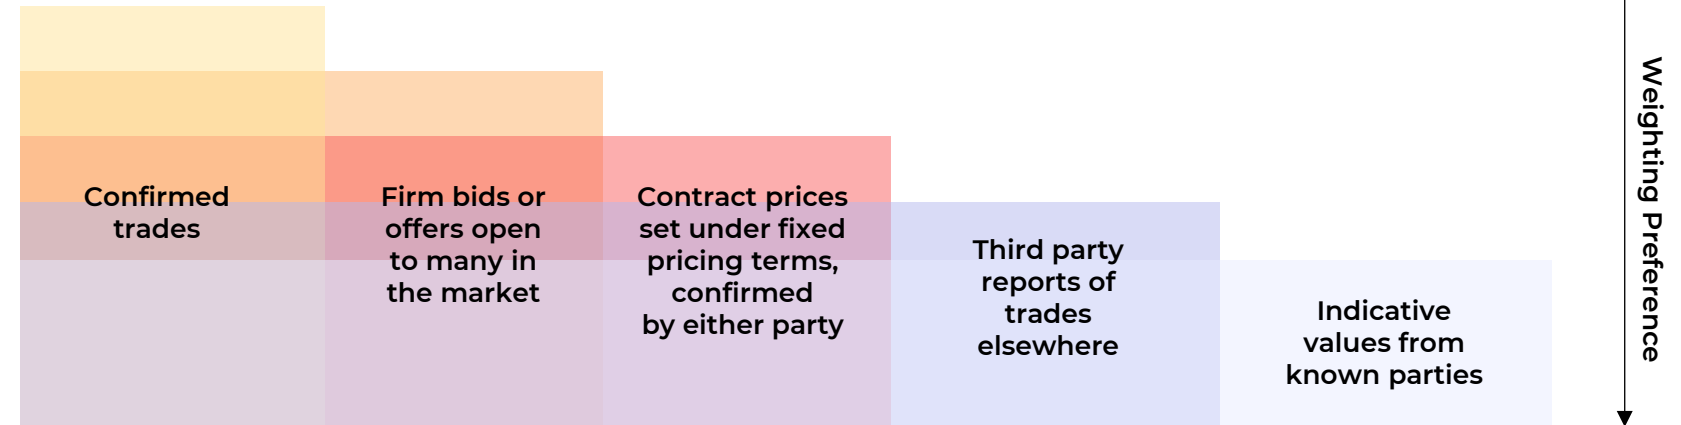 Confirmed
trades
Firm bids or
offers open
to many in
the market
Contract prices
set under fixed
pricing terms,
confirmed
by either party
Third party
reports of
trades
elsewhere
Indicative
values from
known parties
Weighting Preference